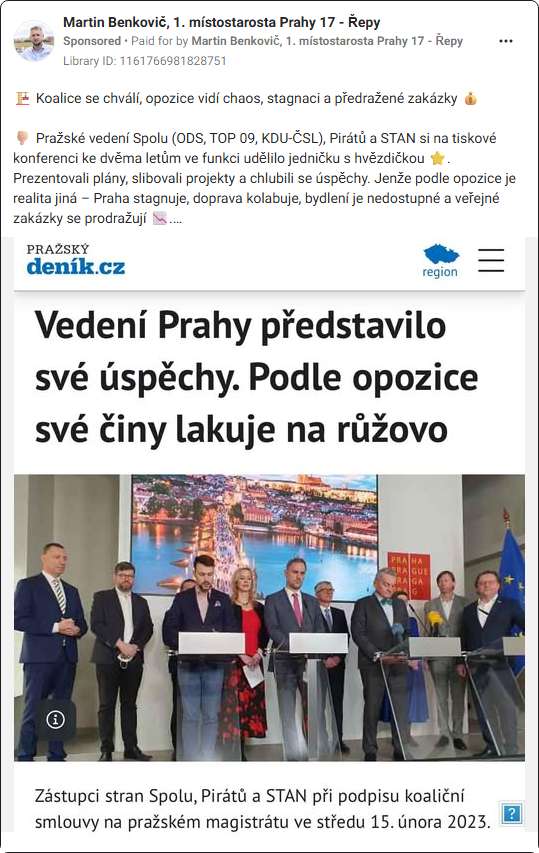 Martin Benkovič, 1. místostarosta Prahy 17 - Řepy
Sponsored • Paid for by Martin Benkovič, 1. místostarosta Prahy 17 - Řepy
Library ID: 1161766981828751
🏗️ Koalice se chválí, opozice vidí chaos, stagnaci a předražené zakázky 💰
👎🏼 Pražské vedení Spolu (ODS, TOP 09, KDU-ČSL), Pirátů a STAN si na tiskové
konferenci ke dvěma letům ve funkci udělilo jedničku s hvězdičkou ⭐.
Prezentovali plány, slibovali projekty a chlubili se úspěchy. Jenže podle opozice je
realita jiná – Praha stagnuje, doprava kolabuje, bydlení je nedostupné a veřejné
zakázky se prodražují 📉....
PRAŽSKÝ
deník.cz
region
Vedení Prahy představilo
své úspěchy. Podle opozice
své činy lakuje na růžovo
PRAHA
PRAGUE
PRAGA
PRAG
Zástupci stran Spolu, Pirátů a STAN při podpisu koaliční
smlouvy na pražském magistrátu ve středu 15. února 2023.